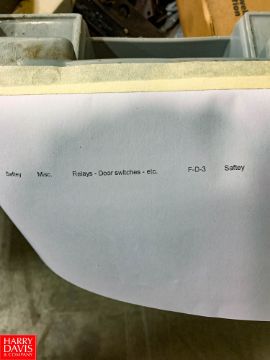 Saftey Misc. Relays - Door switches - etc. F-D-3 Saftey
HARRY
DAVIS
& COMPANY